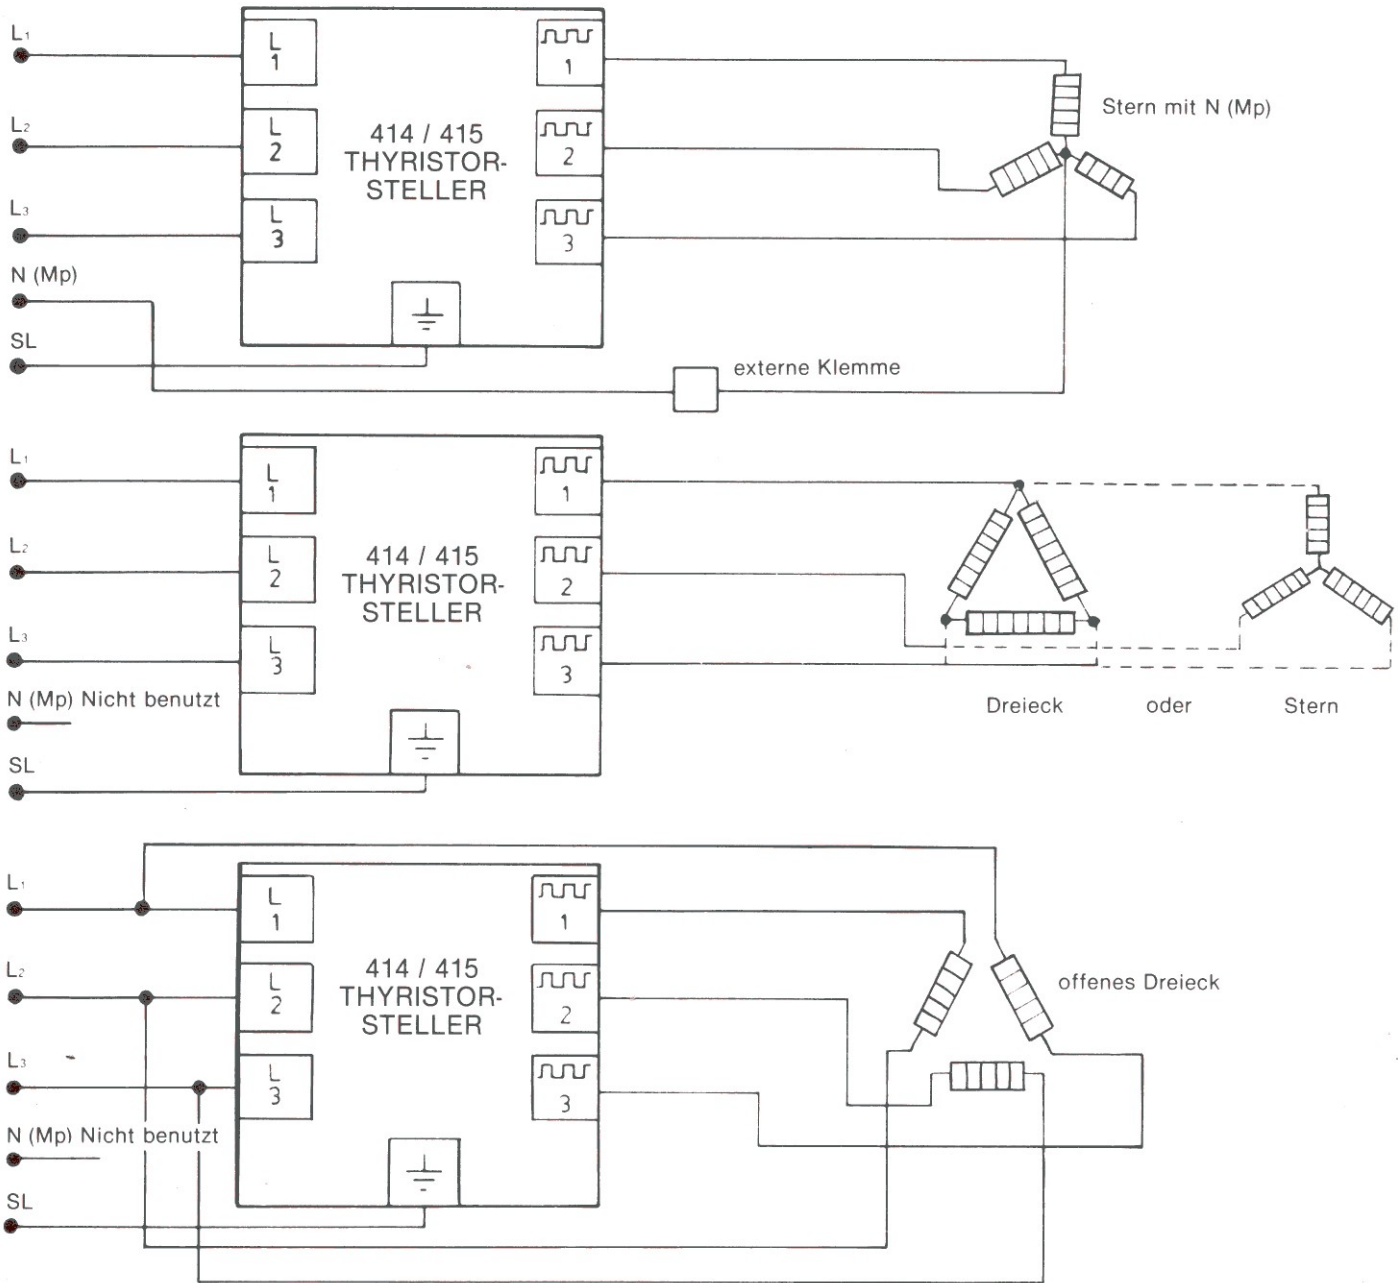 L1
L
1
1
L2
L
2
2
L3
L
3
3
414 / 415
THYRISTOR-
STELLER
Stern mit N (Mp)
N (Mp)
SL
externe Klemme
L1
L
1
1
L2
L
2
2
L3
L
3
3
414 / 415
THYRISTOR-
STELLER
N (Mp) Nicht benutzt
SL
Dreieck oder Stern
L1
L
1
1
L2
L
2
2
L3
L
3
3
414 / 415
THYRISTOR-
STELLER
offenes Dreieck
N (Mp) Nicht benutzt
SL